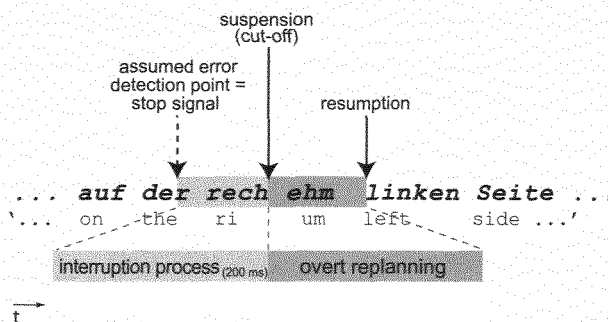 suspension
(cut-off)
assumed error
detection point =
stop signal
resumption
... auf der rech ehm linken Seite ...
'... on the ri um left side ...'
interruption process (200 ms) overt replanning
t